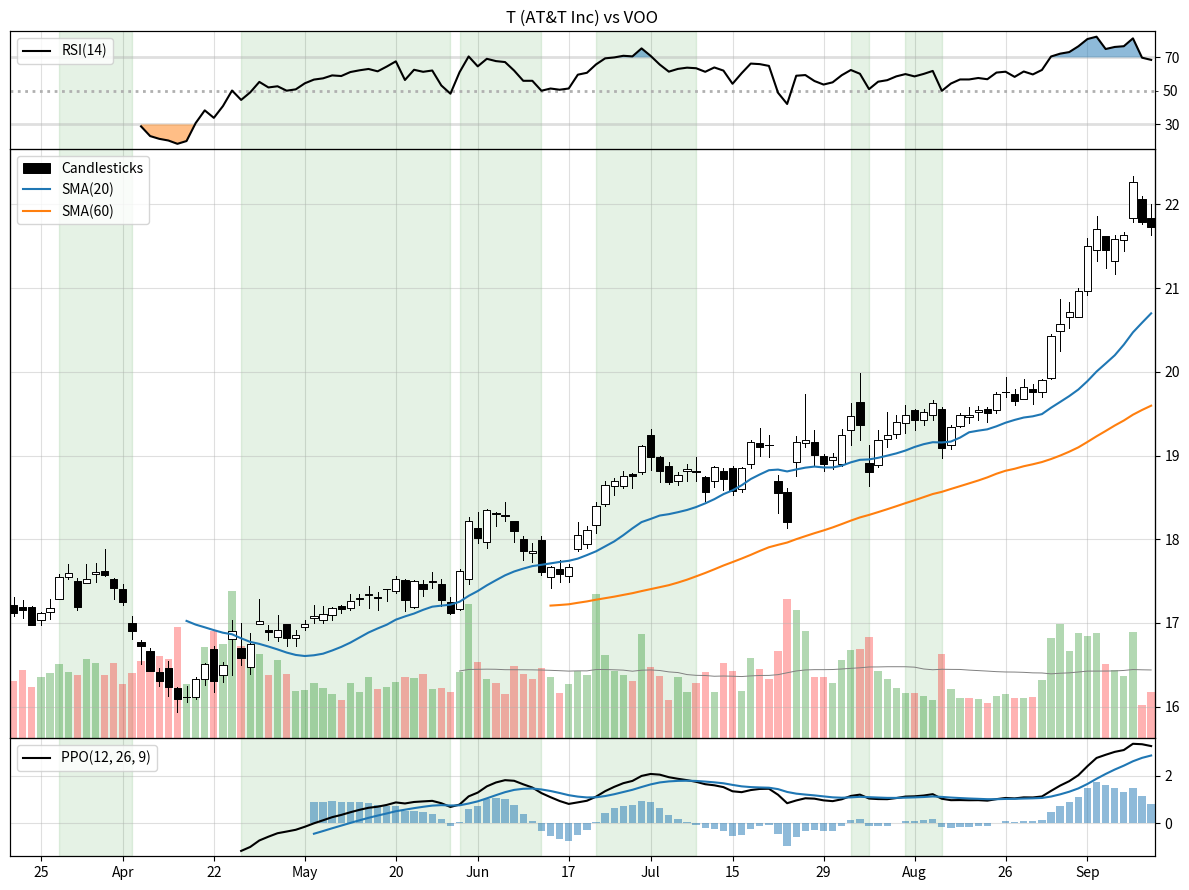 T (AT&T Inc) vs VOO
RSI(14)
70
50
30
Candlesticks
SMA(20)
SMA(60)
22
21
20
19
18
17
16
PPO(12, 26, 9)
2
0
25 Apr 22 May 20 Jun 17 Jul 15 29 Aug 26 Sep